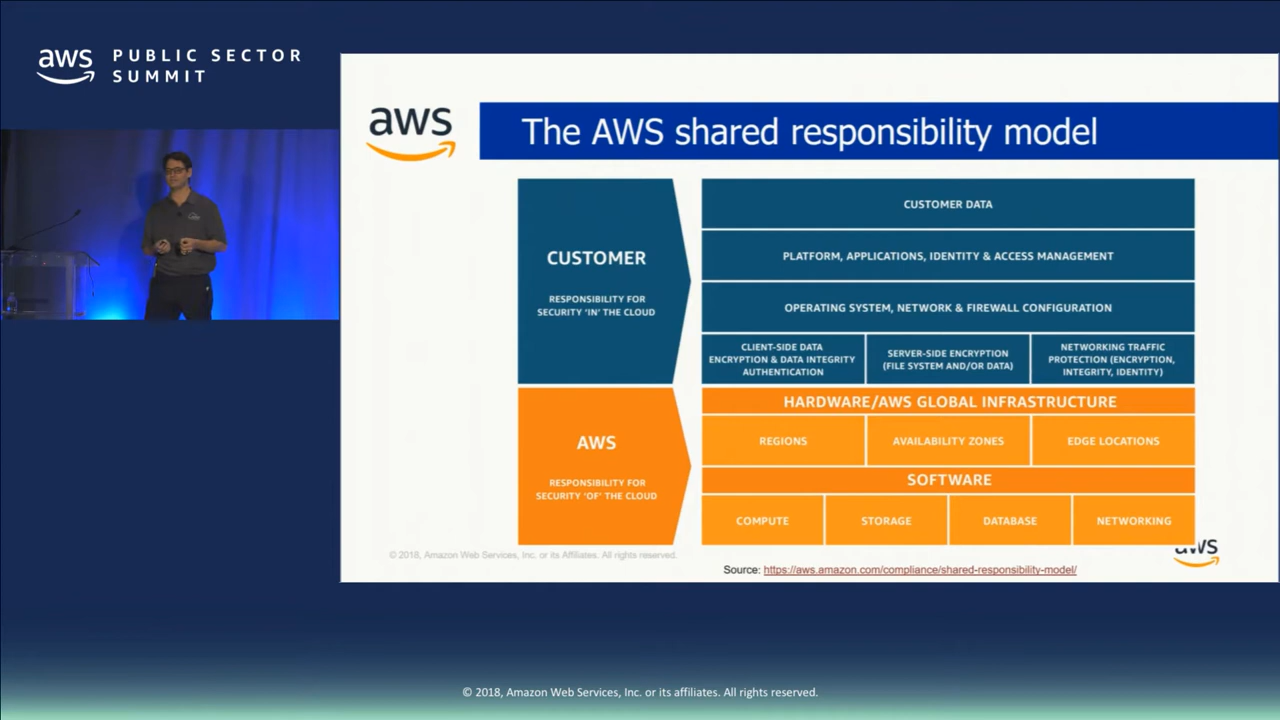 aws PUBLIC SECTOR
SUMMIT
aws
The AWS shared responsibility model
CUSTOMER
RESPONSIBILITY FOR
SECURITY 'IN' THE CLOUD
CUSTOMER DATA
PLATFORM, APPLICATIONS, IDENTITY & ACCESS MANAGEMENT
OPERATING SYSTEM, NETWORK & FIREWALL CONFIGURATION
CLIENT-SIDE DATA
ENCRYPTION & DATA INTEGRITY
AUTHENTICATION
SERVER-SIDE ENCRYPTION
(FILE SYSTEM AND/OR DATA)
NETWORKING TRAFFIC
PROTECTION (ENCRYPTION,
INTEGRITY, IDENTITY)
AWS
RESPONSIBILITY FOR
SECURITY 'OF' THE CLOUD
HARDWARE/AWS GLOBAL INFRASTRUCTURE
REGIONS
AVAILABILITY ZONES
EDGE LOCATIONS
SOFTWARE
COMPUTE
STORAGE
DATABASE
NETWORKING
© 2018, Amazon Web Services, Inc. or its Affiliates. All rights reserved.
aws
Source: https://aws.amazon.com/compliance/shared-responsibility-model/
© 2018, Amazon Web Services, Inc. or its affiliates. All rights reserved.